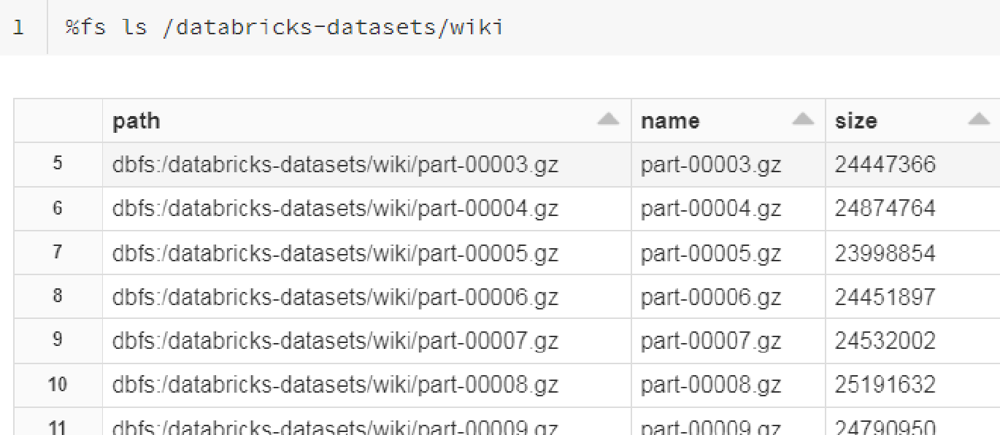 1 %fs ls /databricks-datasets/wiki
path name size
5 dbfs:/databricks-datasets/wiki/part-00003.gz part-00003.gz 24447366
6 dbfs:/databricks-datasets/wiki/part-00004.gz part-00004.gz 24874764
7 dbfs:/databricks-datasets/wiki/part-00005.gz part-00005.gz 23998854
8 dbfs:/databricks-datasets/wiki/part-00006.gz part-00006.gz 24451897
9 dbfs:/databricks-datasets/wiki/part-00007.gz part-00007.gz 24532002
10 dbfs:/databricks-datasets/wiki/part-00008.gz part-00008.gz 25191632
11 dbfs:/databricks-datasets/wiki/part-00009.gz part-00009.gz 24790950